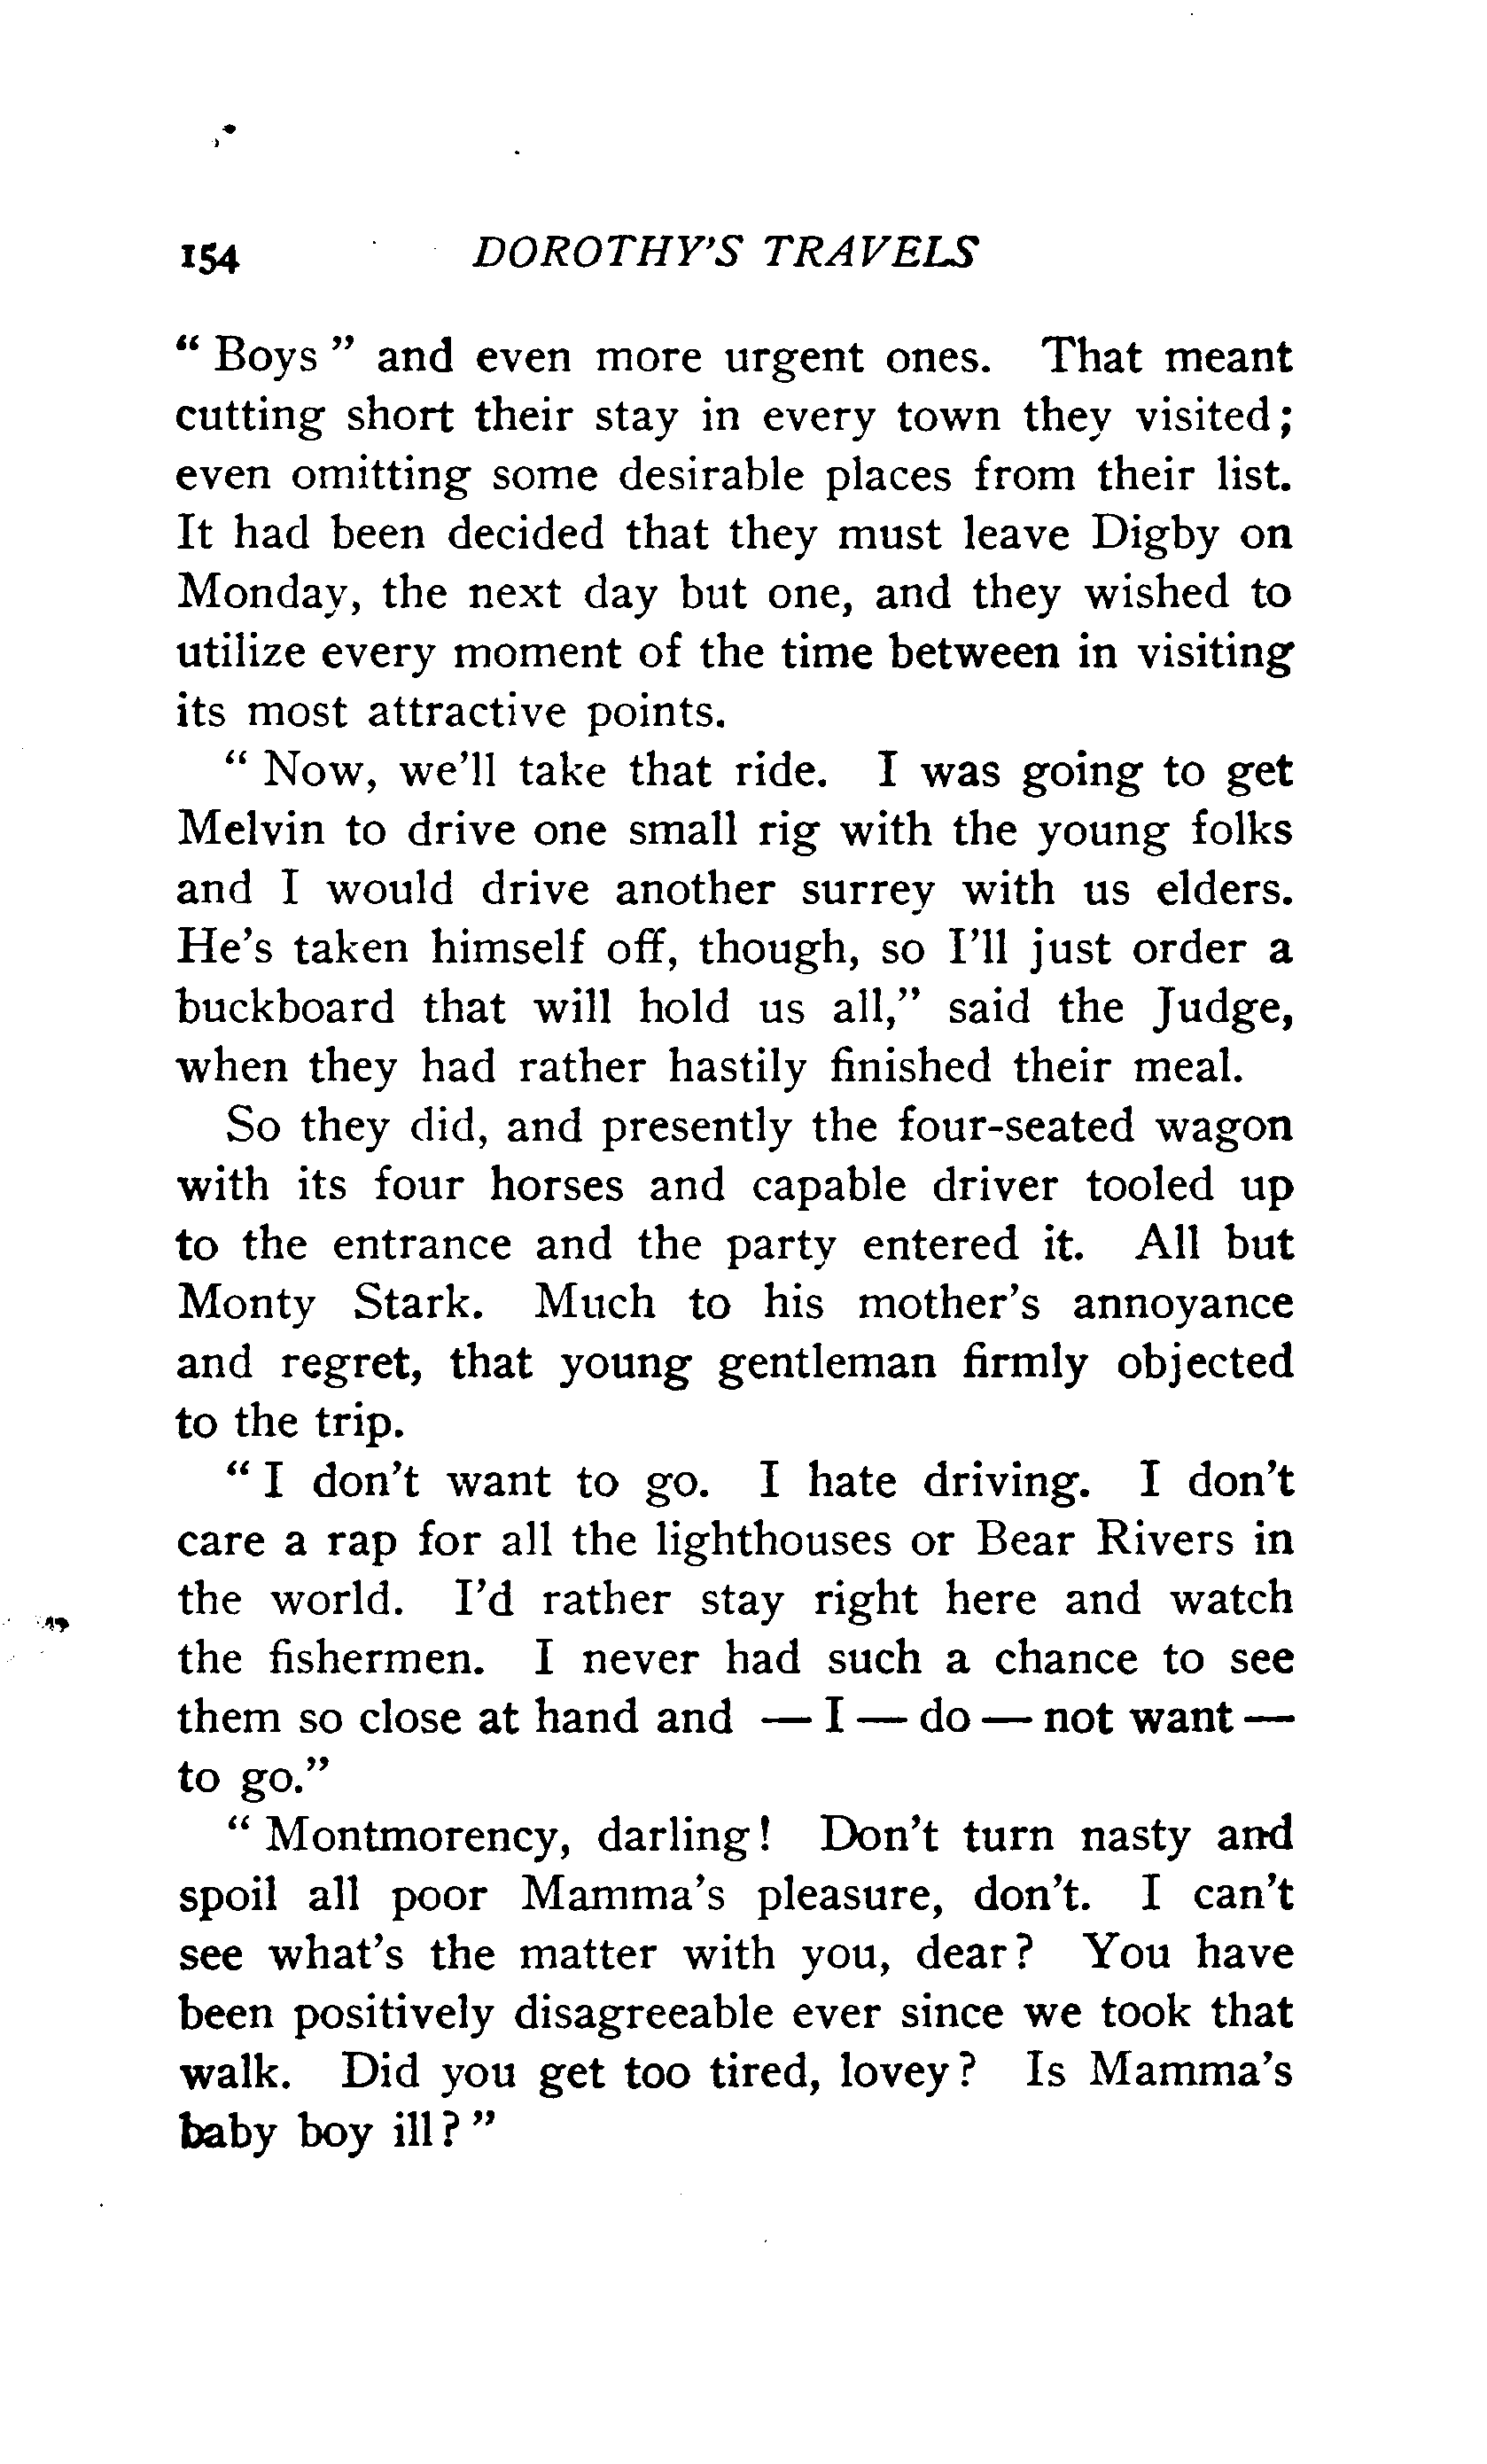 154 DOROTHY'S TRAVELS
" Boys " and even more urgent ones. That meant
cutting short their stay in every town they visited;
even omitting some desirable places from their list.
It had been decided that they must leave Digby on
Monday, the next day but one, and they wished to
utilize every moment of the time between in visiting
its most attractive points.
" Now, we'll take that ride. I was going to get
Melvin to drive one small rig with the young folks
and I would drive another surrey with us elders.
He's taken himself off, though, so I'll just order a
buckboard that will hold us all," said the Judge,
when they had rather hastily finished their meal.
So they did, and presently the four-seated wagon
with its four horses and capable driver tooled up
to the entrance and the party entered it. All but
Monty Stark. Much to his mother's annoyance
and regret, that young gentleman firmly objected
to the trip.
" I don't want to go. I hate driving. I don't
care a rap for all the lighthouses or Bear Rivers in
the world. I'd rather stay right here and watch
the fishermen. I never had such a chance to see
them so close at hand and — I — do — not want —
to go."
" Montmorency, darling! Don't turn nasty and
spoil all poor Mamma's pleasure, don't. I can't
see what's the matter with you, dear? You have
been positively disagreeable ever since we took that
walk. Did you get too tired, lovey? Is Mamma's
baby boy ill? "